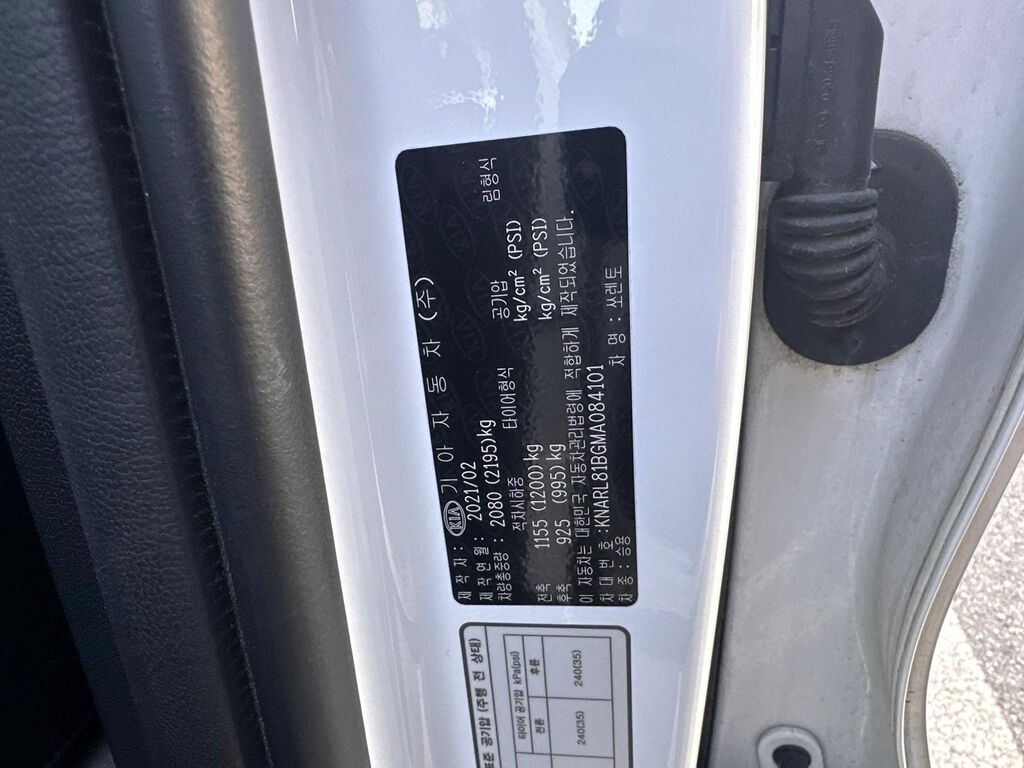 제 작 자 : KIA 기 아 자 동 차 (주)
제 작 연 월 : 2021/02
차량총중량 : 2080 (2195)kg
적차시하중 타이어형식 공기압 림형식
kg/cm² (PSI)
전축 1155 (1200)kg kg/cm² (PSI)
후축 925 (995)kg
이 자동차는 대한민국 자동차관리법령에 적합하게 제작되었습니다.
차 대 번 호 :KNARL81BGMA084101
차 종 : 승용 차 명 : 쏘렌토
표준 공기압 (주행 전 상태)
타이어 공기압 kPa(psi)
전륜 후륜
240(35) 240(35)